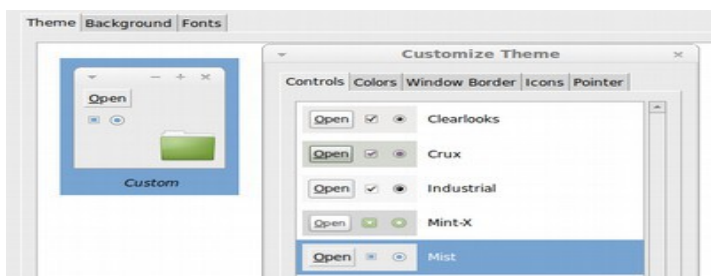 Theme Background Fonts
Customize Theme
Open
Custom
Controls Colors Window Border Icons Pointer
Open Clearlooks
Open Crux
Open Industrial
Open Mint-X
Open Mist